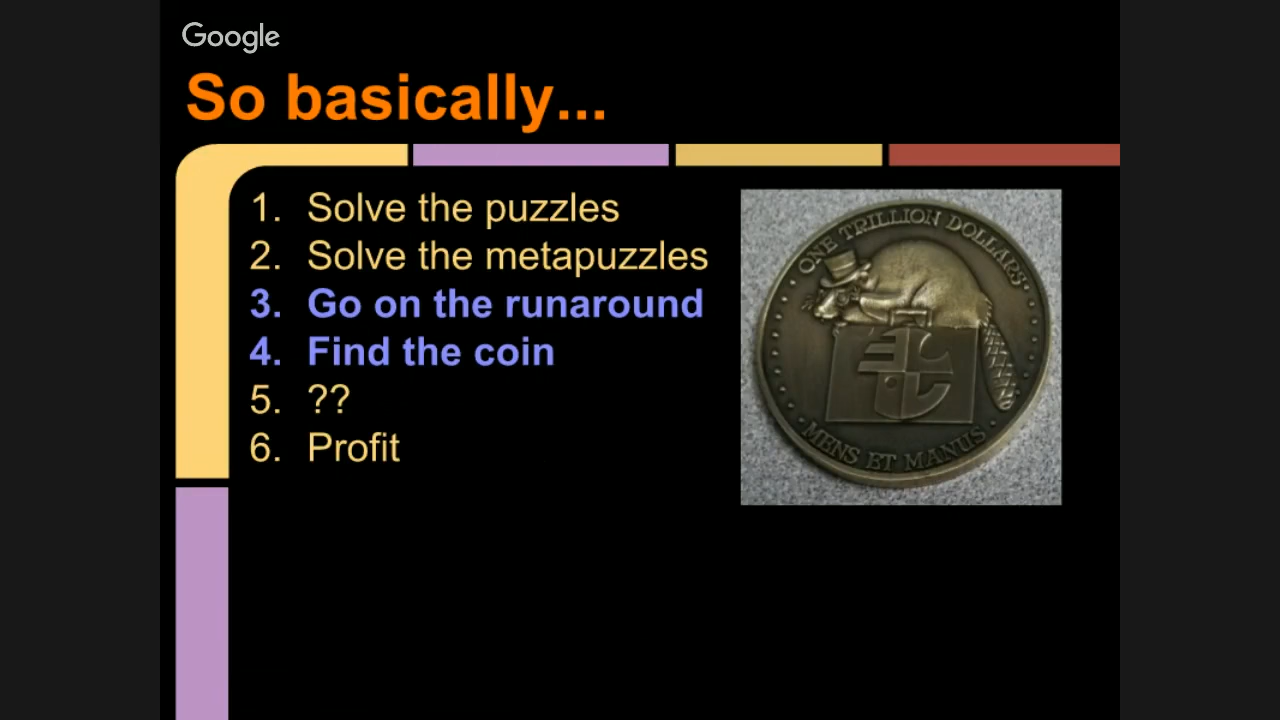 Google
So basically...
1. Solve the puzzles
2. Solve the metapuzzles
3. Go on the runaround
4. Find the coin
5. ??
6. Profit
ONE TRILLION DOLLARS
MENS ET MANUS